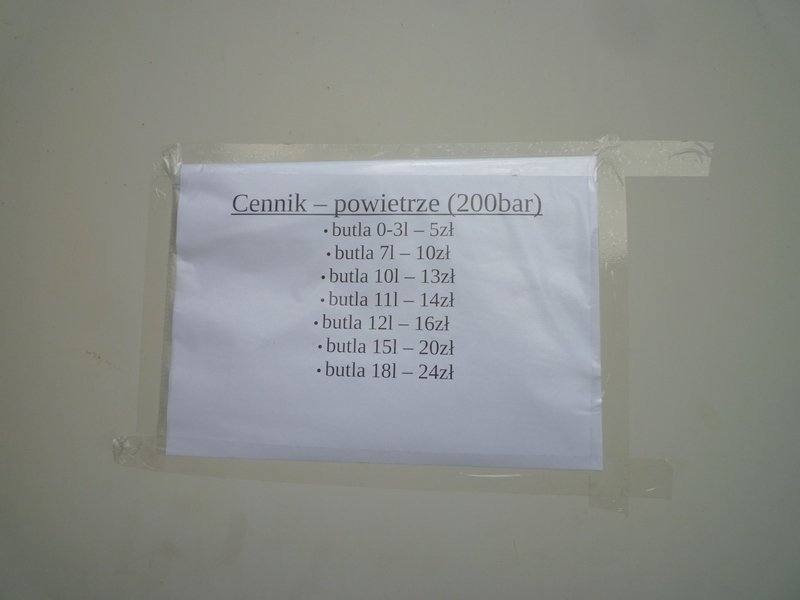 Cennik – powietrze (200bar)
• butla 0-3l – 5zł
• butla 7l – 10zł
• butla 10l – 13zł
• butla 11l – 14zł
• butla 12l – 16zł
• butla 15l – 20zł
• butla 18l – 24zł